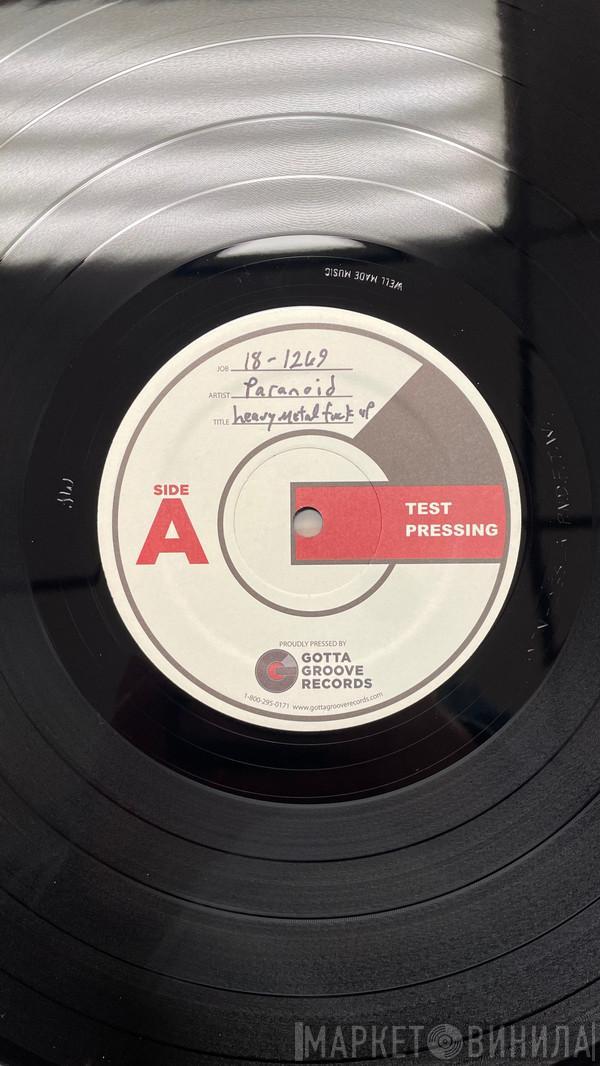 WELL MADE MUSIC
JOB 18-1269
ARTIST Paranoid
TITLE heavy metal fuck up
SIDE
A
TEST
PRESSING
PROUDLY PRESSED BY
GOTTA
GROOVE
RECORDS
1-800-295-0171 www.gottagrooverecords.com
МАРКЕТ ВИНИЛА